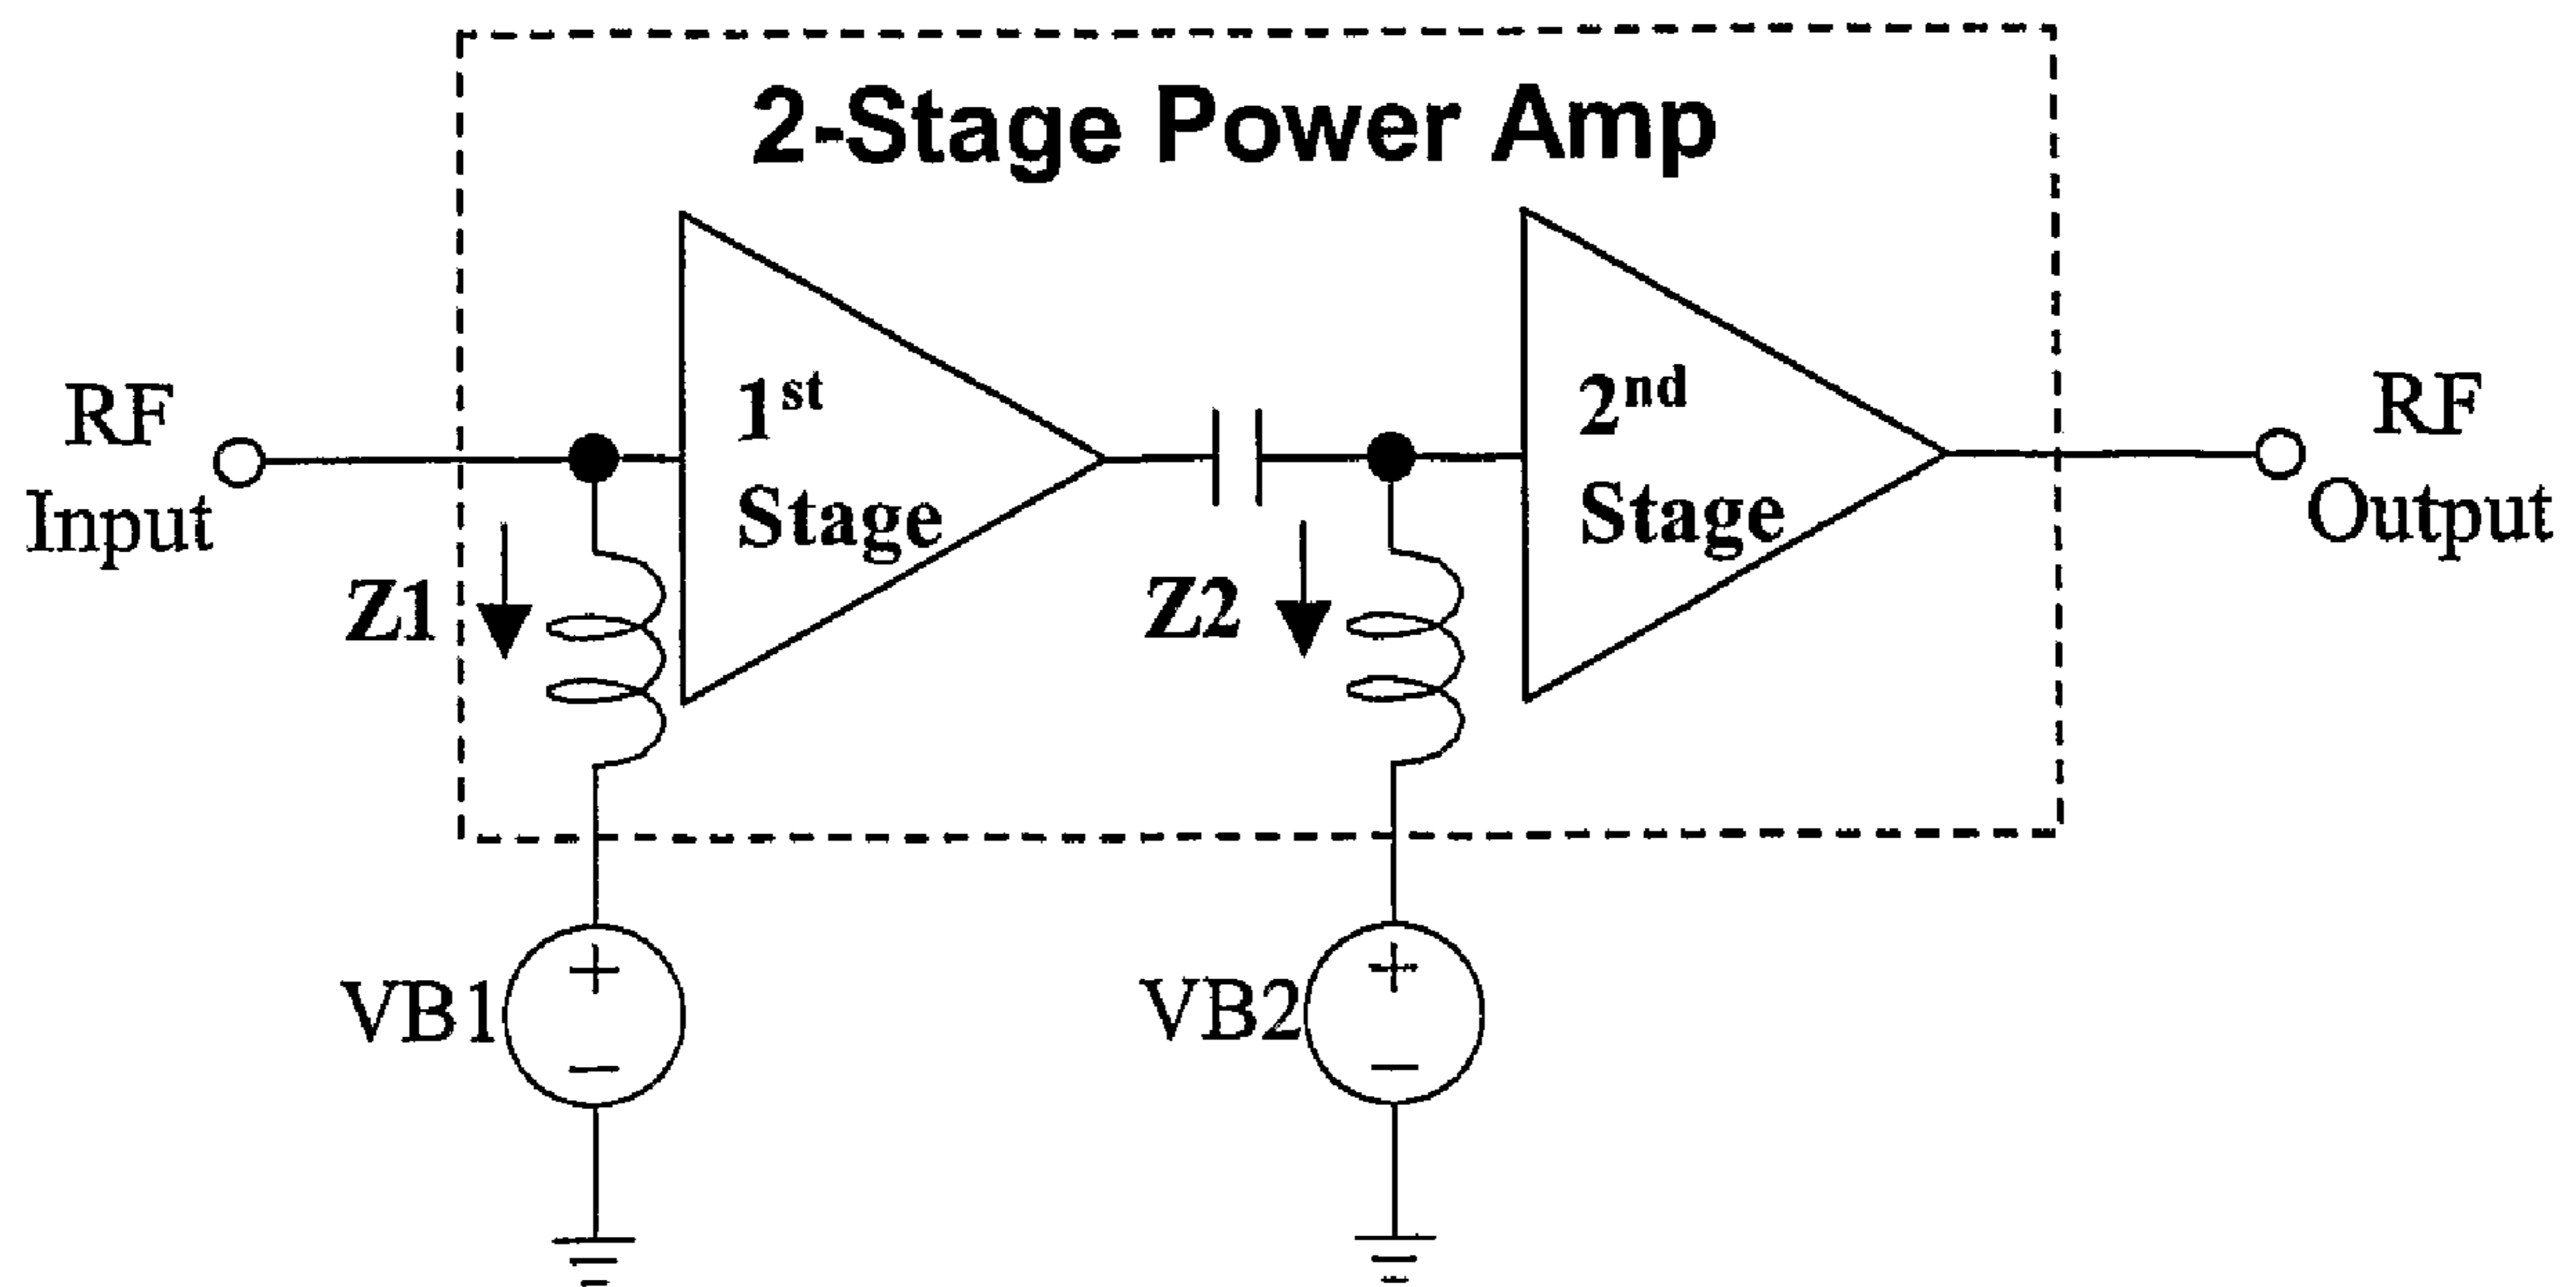 2-Stage Power Amp
RF
Input
1st
Stage
2nd
Stage
RF
Output
Z1
Z2
VB1
+
−
VB2
+
−